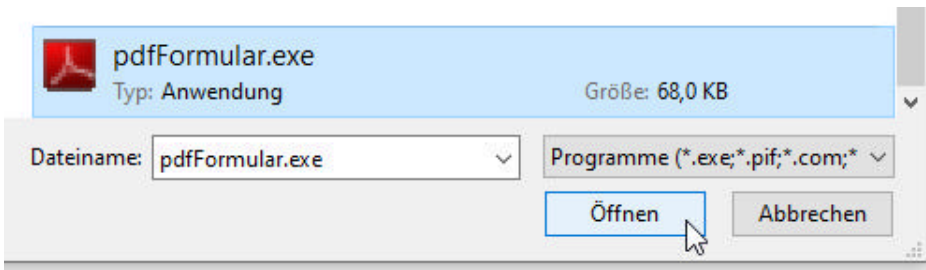 pdfFormular.exe
Typ: Anwendung Größe: 68,0 KB
Dateiname: pdfFormular.exe Programme (*.exe;*.pif;*.com;*
Öffnen Abbrechen